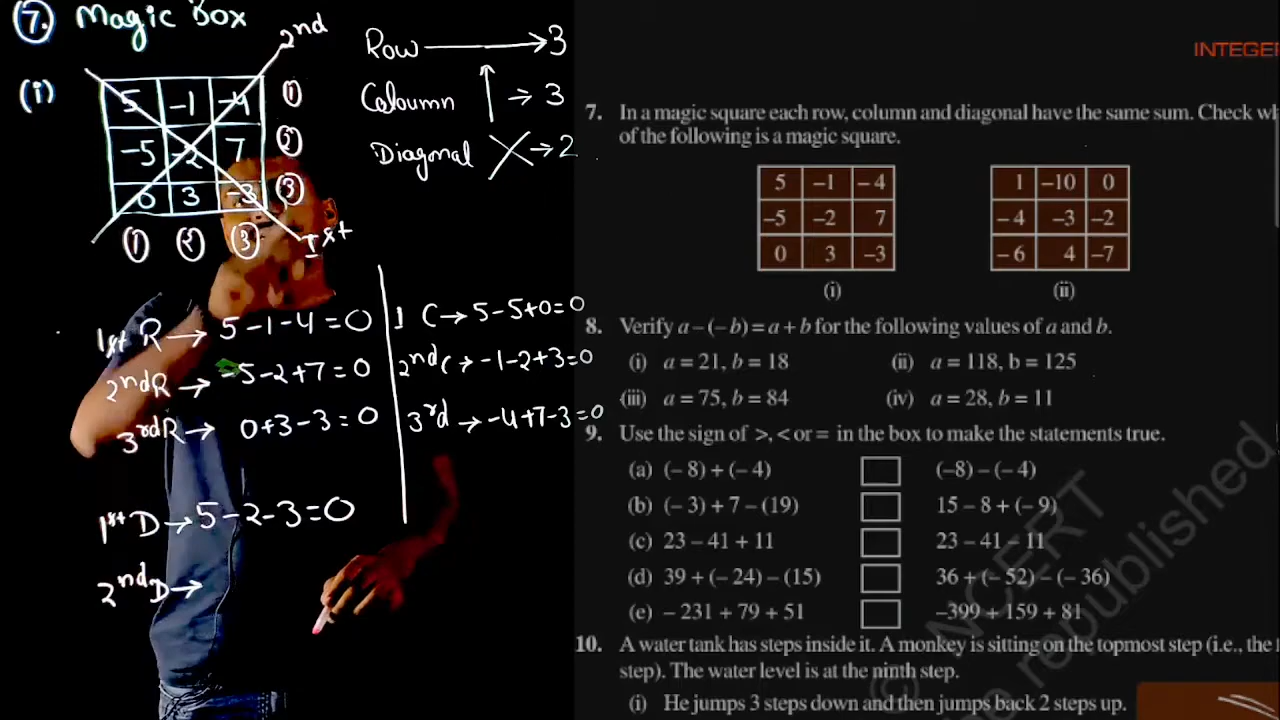 7. Magic Box
2nd
(i)
5 -1 -4 1
-5 -2 7 2
0 3 -3 3
1 2 3 Ist
Row → 3
Coloumn ↑ → 3
Diagonal → 2
1st R → 5-1-4=0
2nd R → -5-2+7=0
3rd R → 0+3-3=0
1 C → 5-5+0=0
2nd C → -1-2+3=0
3rd → -4+7-3=0
1st D → 5-2-3=0
2nd D →
INTEGE
7. In a magic square each row, column and diagonal have the same sum. Check
of the following is a magic square.
5 -1 -4
-5 -2 7
0 3 -3
(i)
1 -10 0
-4 -3 -2
-6 4 -7
(ii)
8. Verify a – (– b) = a + b for the following values of a and b.
(i) a = 21, b = 18 (ii) a = 118, b = 125
(iii) a = 75, b = 84 (iv) a = 28, b = 11
9. Use the sign of >, < or = in the box to make the statements true.
(a) (– 8) + (– 4) (–8) – (– 4)
(b) (– 3) + 7 – (19) 15 – 8 + (– 9)
(c) 23 – 41 + 11 23 – 41 – 11
(d) 39 + (– 24) – (15) 36 + (– 52) – (– 36)
(e) – 231 + 79 + 51 –399 + 159 + 81
10. A water tank has steps inside it. A monkey is sitting on the topmost step (i.e., the
step). The water level is at the ninth step.
(i) He jumps 3 steps down and then jumps back 2 steps up.
© NCERT
republished